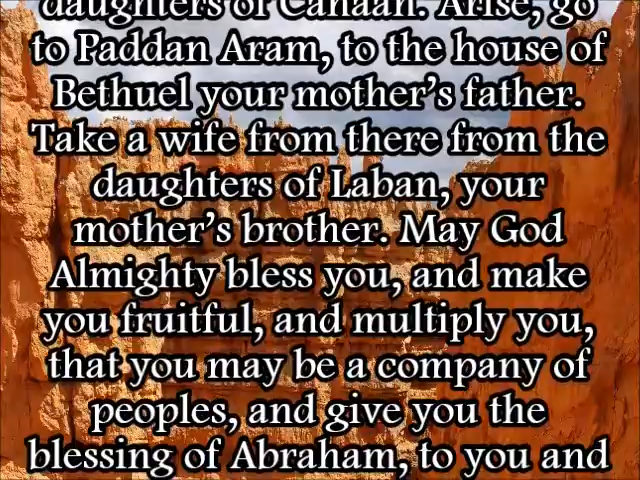 daughters of Canaan. Arise, go
to Paddan Aram, to the house of
Bethuel your mother's father.
Take a wife from there from the
daughters of Laban, your
mother's brother. May God
Almighty bless you, and make
you fruitful, and multiply you,
that you may be a company of
peoples, and give you the
blessing of Abraham, to you and